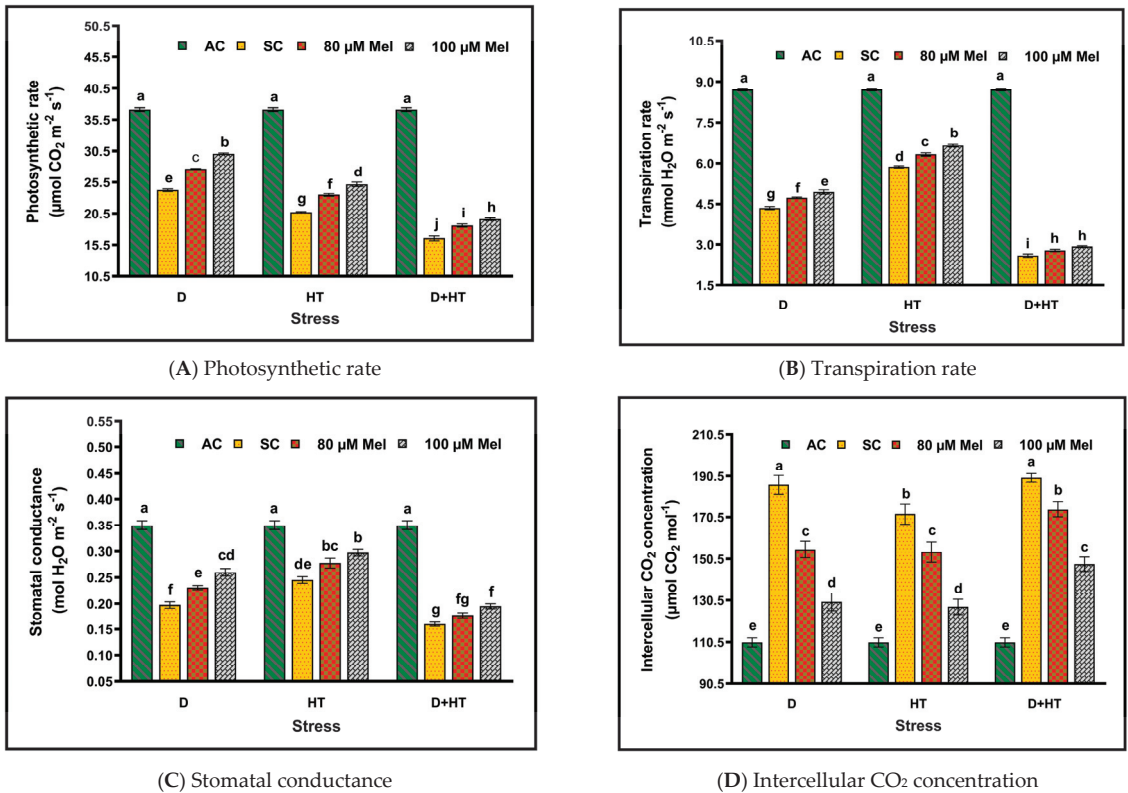 50.5
45.5
40.5
35.5
30.5
25.5
20.5
15.5
10.5
Photosynthetic rate
(µmol CO₂ m⁻² s⁻¹)
AC SC 80 µM Mel 100 µM Mel
a e c b
a g f d
a j i h
D HT D+HT
Stress
(A) Photosynthetic rate
10.5
9.0
7.5
6.0
4.5
3.0
1.5
Transpiration rate
(mmol H₂O m⁻² s⁻¹)
AC SC 80 µM Mel 100 µM Mel
a g f e
a d c b
a i h h
D HT D+HT
Stress
(B) Transpiration rate
0.55
0.50
0.45
0.40
0.35
0.30
0.25
0.20
0.15
0.10
0.05
Stomatal conductance
(mol H₂O m⁻² s⁻¹)
AC SC 80 µM Mel 100 µM Mel
a f e cd
a de bc b
a g fg f
D HT D+HT
Stress
(C) Stomatal conductance
210.5
190.5
170.5
150.5
130.5
110.5
90.5
Intercellular CO₂ concentration
(µmol CO₂ mol⁻¹)
AC SC 80 µM Mel 100 µM Mel
e a c d
e b c d
e a b c
D HT D+HT
Stress
(D) Intercellular CO₂ concentration